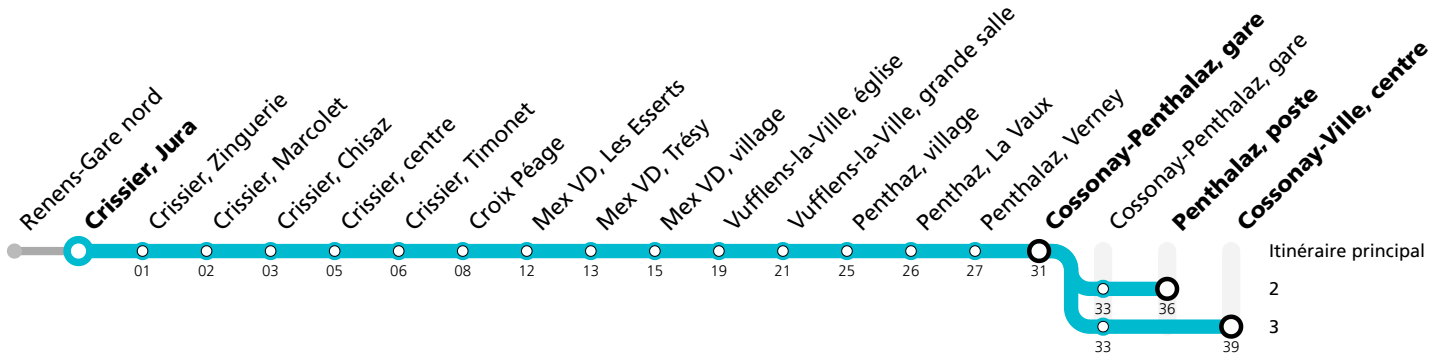 Renens-Gare nord
Crissier, Jura
Crissier, Zinguerie
Crissier, Marcolet
Crissier, Chisaz
Crissier, centre
Crissier, Timonet
Croix Péage
Mex VD, Les Esserts
Mex VD, Trésy
Mex VD, village
Vufflens-la-Ville, église
Vufflens-la-Ville, grande salle
Penthaz, village
Penthaz, La Vaux
Penthalaz, Verney
Cossonay-Penthalaz, gare
Cossonay-Penthalaz, gare
Penthalaz, poste
Cossonay-Ville, centre
Itinéraire principal
01 02 03 05 06 08 12 13 15 19 21 25 26 27 31
2
33 36
3
33 39